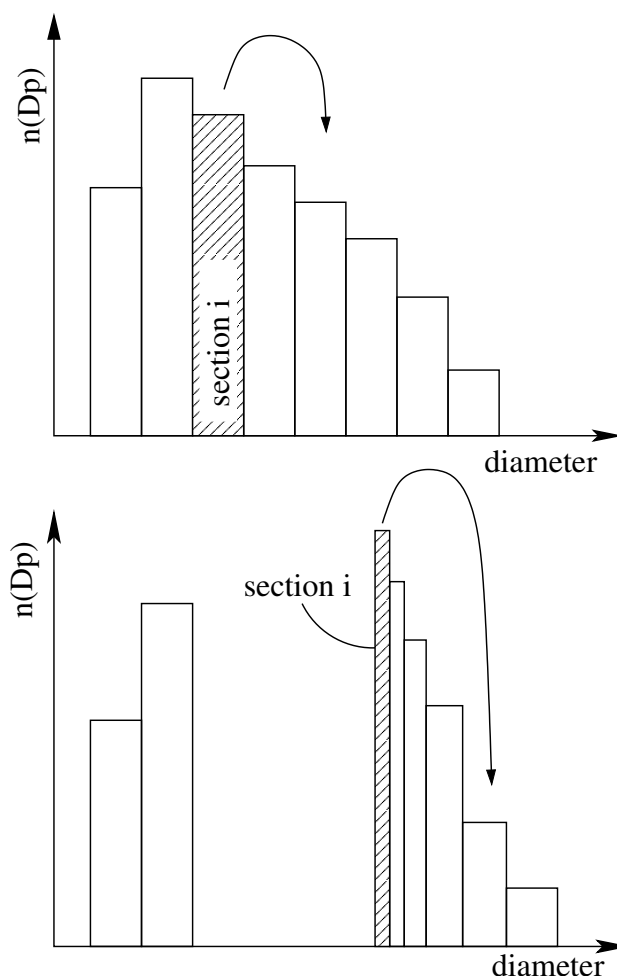 n(Dp)
section i
diameter
n(Dp)
section i
diameter